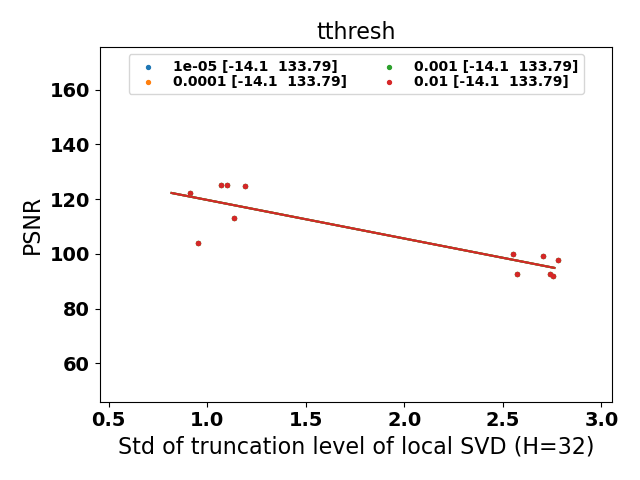 tthresh
1e-05 [-14.1  133.79]
0.0001 [-14.1  133.79]
0.001 [-14.1  133.79]
0.01 [-14.1  133.79]
PSNR
160
140
120
100
80
60
0.5 1.0 1.5 2.0 2.5 3.0
Std of truncation level of local SVD (H=32)